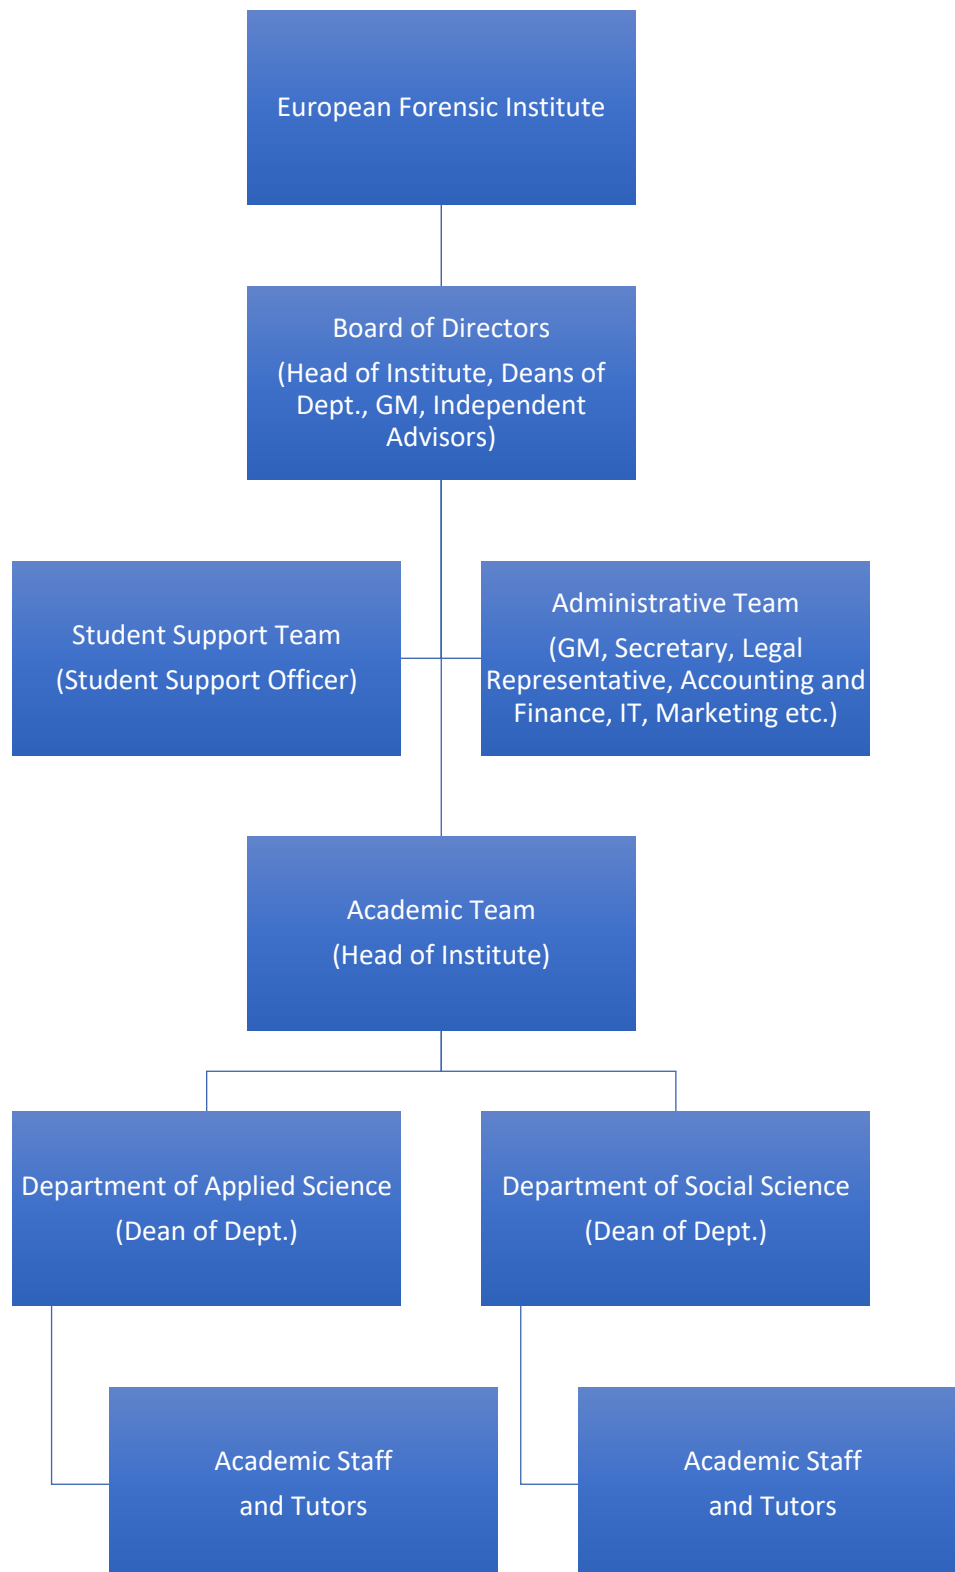 European Forensic Institute
Board of Directors
(Head of Institute, Deans of
Dept., GM, Independent
Advisors)
Student Support Team
(Student Support Officer)
Administrative Team
(GM, Secretary, Legal
Representative, Accounting and
Finance, IT, Marketing etc.)
Academic Team
(Head of Institute)
Department of Applied Science
(Dean of Dept.)
Department of Social Science
(Dean of Dept.)
Academic Staff
and Tutors
Academic Staff
and Tutors